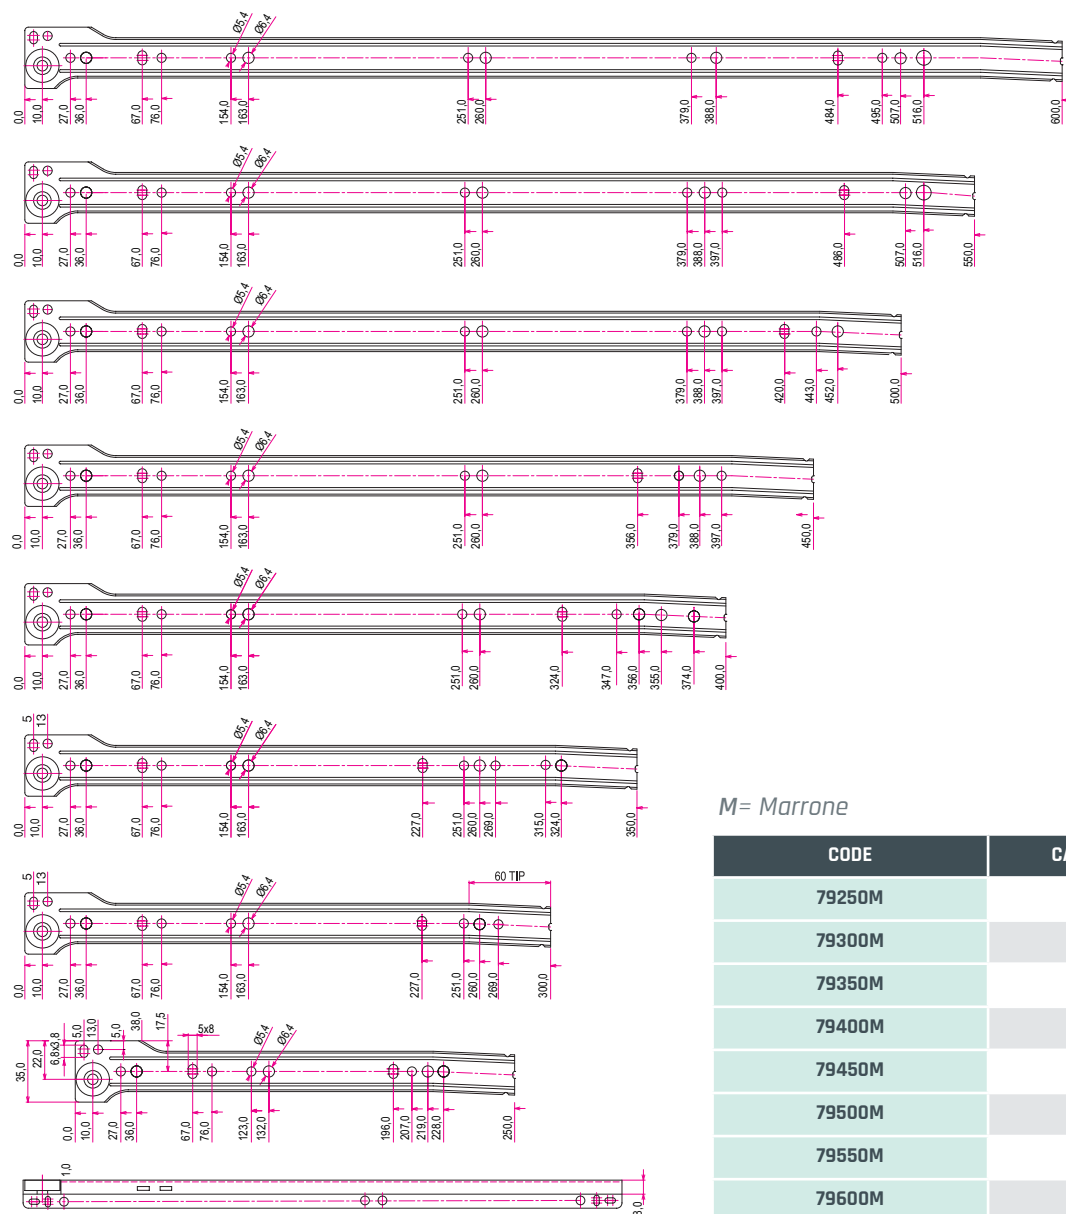 Ø5,4 Ø6,4
0,0 10,0 27,0 36,0 67,0 76,0 154,0 163,0 251,0 260,0 379,0 388,0 484,0 495,0 507,0 516,0 600,0
Ø5,4 Ø6,4
0,0 10,0 27,0 36,0 67,0 76,0 154,0 163,0 251,0 260,0 379,0 388,0 397,0 486,0 507,0 516,0 550,0
Ø5,4 Ø6,4
0,0 10,0 27,0 36,0 67,0 76,0 154,0 163,0 251,0 260,0 379,0 388,0 397,0 420,0 443,0 452,0 500,0
Ø5,4 Ø6,4
0,0 10,0 27,0 36,0 67,0 76,0 154,0 163,0 251,0 260,0 356,0 379,0 388,0 397,0 450,0
Ø5,4 Ø6,4
0,0 10,0 27,0 36,0 67,0 76,0 154,0 163,0 251,0 260,0 324,0 347,0 356,0 355,0 374,0 400,0
5 13 Ø5,4 Ø6,4
0,0 10,0 27,0 36,0 67,0 76,0 154,0 163,0 227,0 251,0 260,0 269,0 315,0 324,0 350,0
5 13 Ø5,4 Ø6,4 60 TIP
0,0 10,0 27,0 36,0 67,0 76,0 154,0 163,0 227,0 251,0 260,0 269,0 300,0
35,0 22,0 6,8x3,8 5,0 13,0 5,0 38,0 17,5 5x8 Ø5,4 Ø6,4
0,0 10,0 27,0 36,0 67,0 76,0 123,0 132,0 196,0 207,0 219,0 228,0 250,0
1,0
M= Marrone
CODE
79250M
79300M
79350M
79400M
79450M
79500M
79550M
79600M